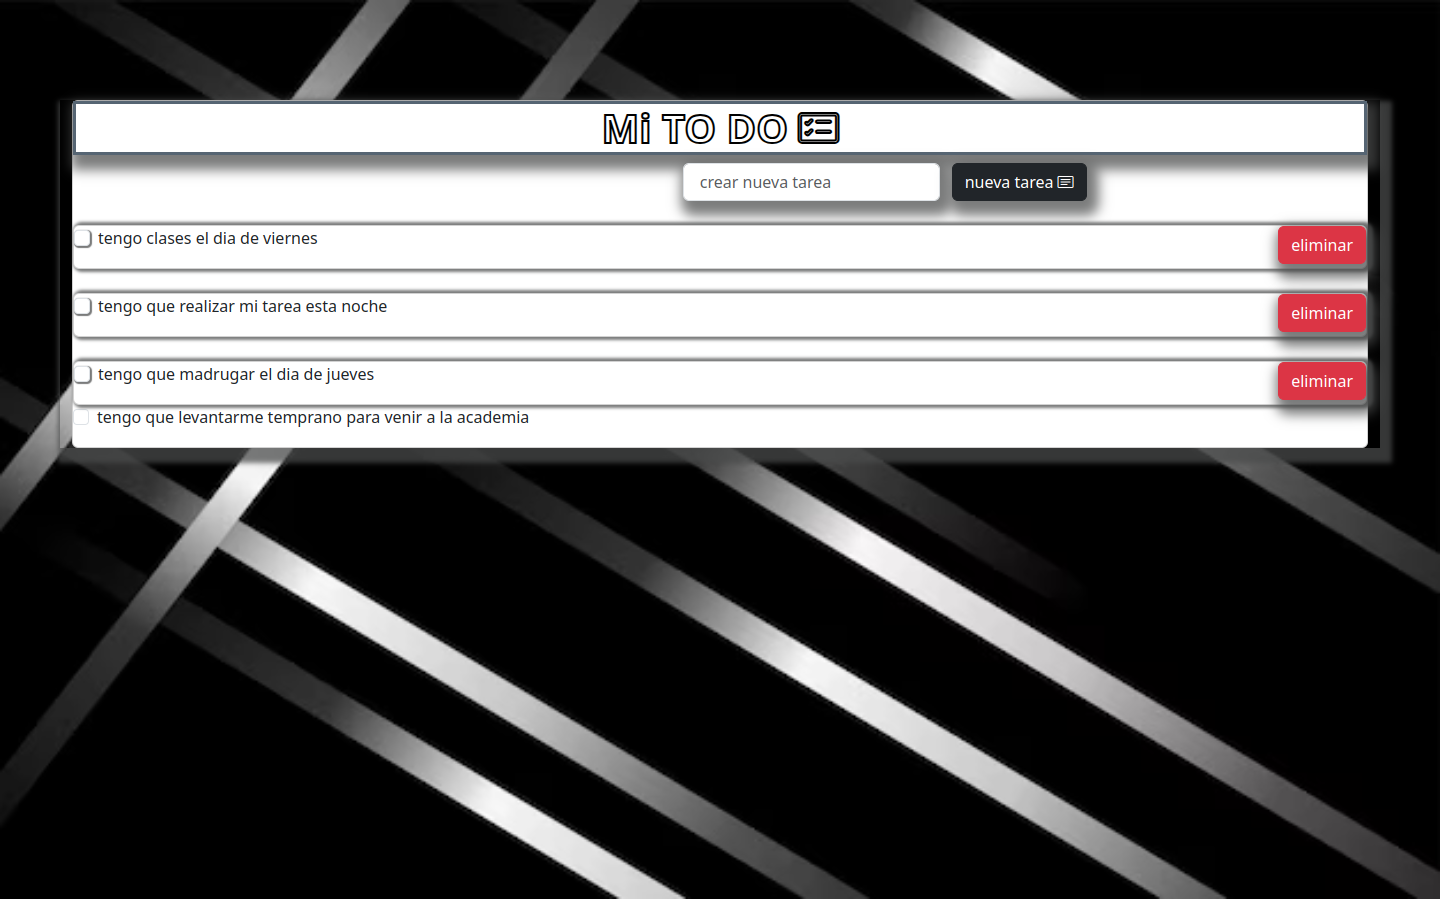 Mi TO DO
crear nueva tarea nueva tarea
tengo clases el dia de viernes eliminar
tengo que realizar mi tarea esta noche eliminar
tengo que madrugar el dia de jueves eliminar
tengo que levantarme temprano para venir a la academia